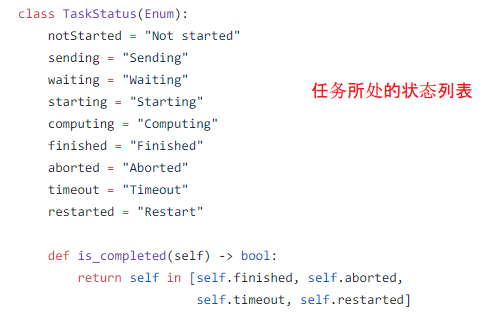 class TaskStatus(Enum):
    notStarted = "Not started"
    sending = "Sending"
    waiting = "Waiting"
    starting = "Starting"
    computing = "Computing"
    finished = "Finished"
    aborted = "Aborted"
    timeout = "Timeout"
    restarted = "Restart"
任务所处的状态列表
    def is_completed(self) -> bool:
        return self in [self.finished, self.aborted,
                        self.timeout, self.restarted]